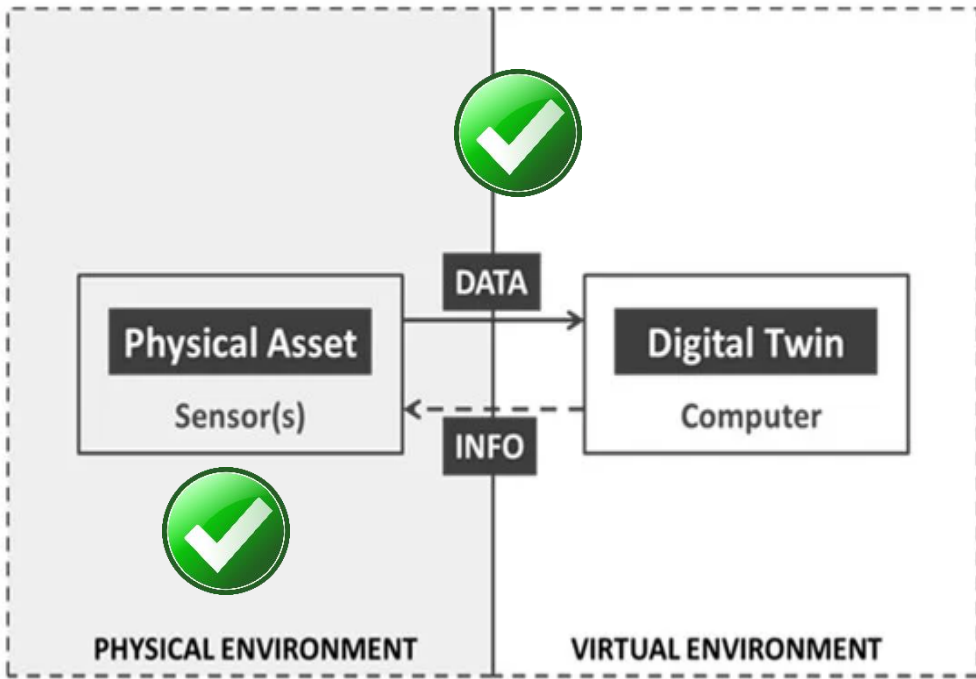 DATA
Physical Asset
Sensor(s)
Digital Twin
Computer
INFO
PHYSICAL ENVIRONMENT
VIRTUAL ENVIRONMENT